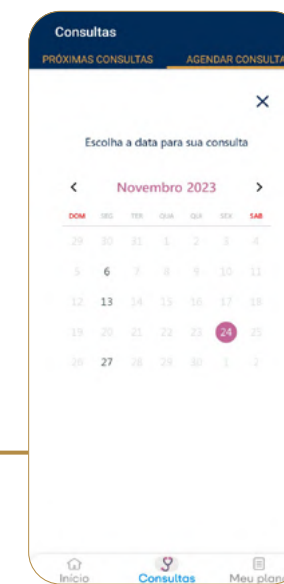 Consultas
PRÓXIMAS CONSULTAS AGENDAR CONSULTA
Escolha a data para sua consulta
Novembro 2023
DOM SEG TER QUA QUI SEX SAB
29 30 31 1 2 3 4
5 6 7 8 9 10 11
12 13 14 15 16 17 18
19 20 21 22 23 24 25
26 27 28 29 30 1 2
Início Consultas Meu plano